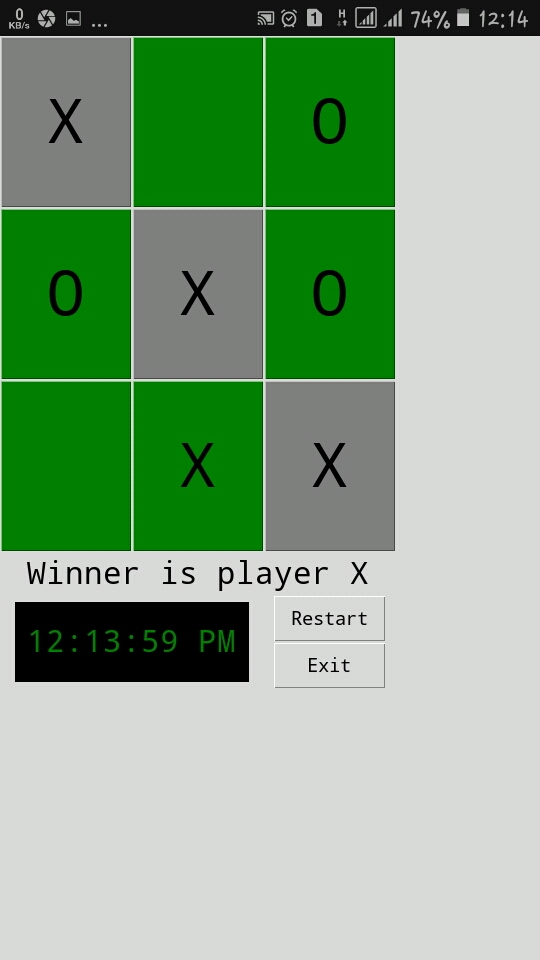 0 KB/s ... 1 H 74% 12:14
X O
O X O
X X
Winner is player X
12:13:59 PM
Restart
Exit